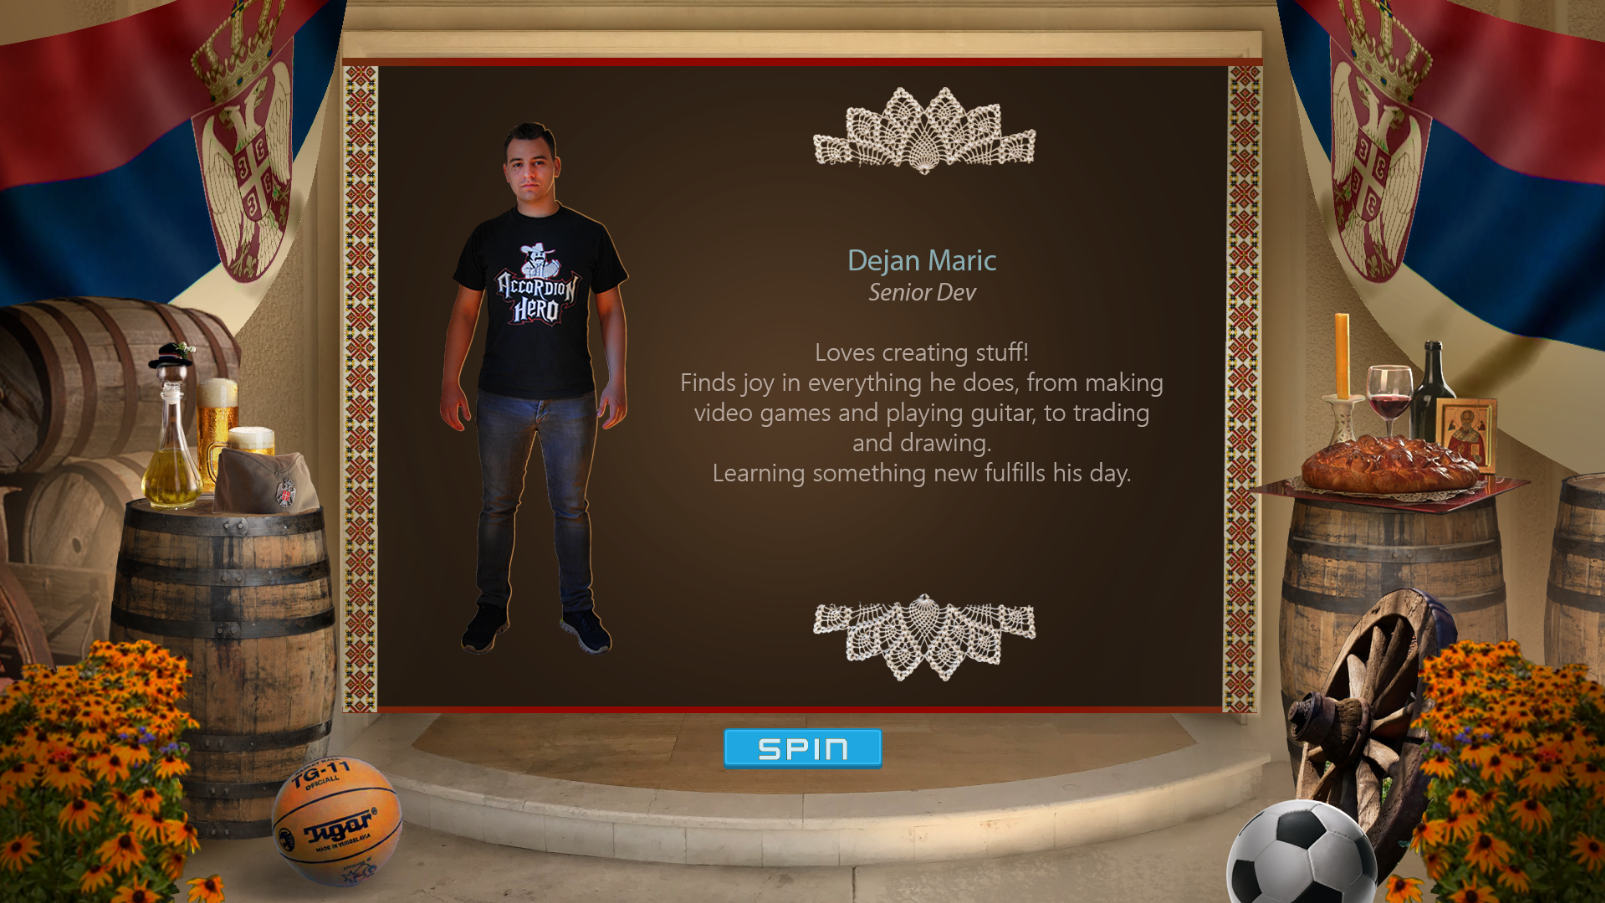 Dejan Maric
Senior Dev
ACCORDION
HERO
Loves creating stuff!
Finds joy in everything he does, from making
video games and playing guitar, to trading
and drawing.
Learning something new fulfills his day.
SPIN
TG-11
OFICIALL
Tigar
MADE IN YUGOSLAVIA